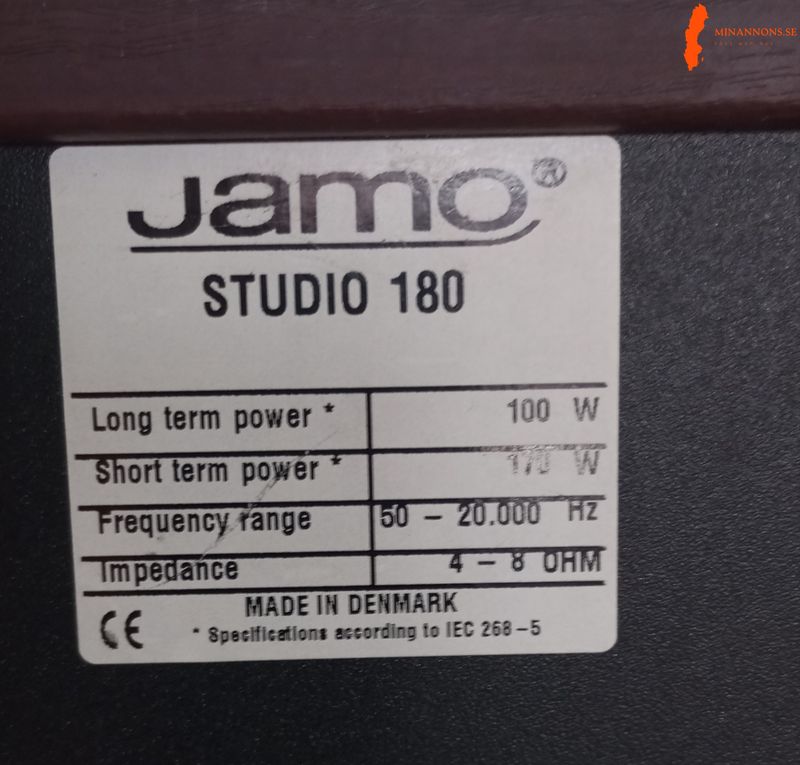 MINANNONS.SE
Jamo®
STUDIO 180
Long term power * 100 W
Short term power * 170 W
Frequency range 50 – 20.000 Hz
Impedance 4 – 8 OHM
MADE IN DENMARK
CE * Specifications according to IEC 268-5